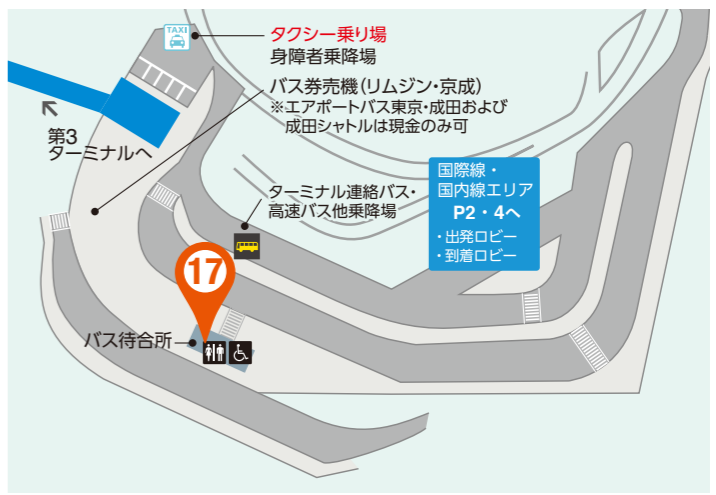 TAXI
タクシー乗り場
身障者乗降場
バス券売機(リムジン・京成)
※エアポートバス東京・成田および
成田シャトルは現金のみ可
第3
ターミナルへ
国際線・
国内線エリア
P2・4へ
・出発ロビー
・到着ロビー
ターミナル連絡バス・
高速バス他乗降場
17
バス待合所